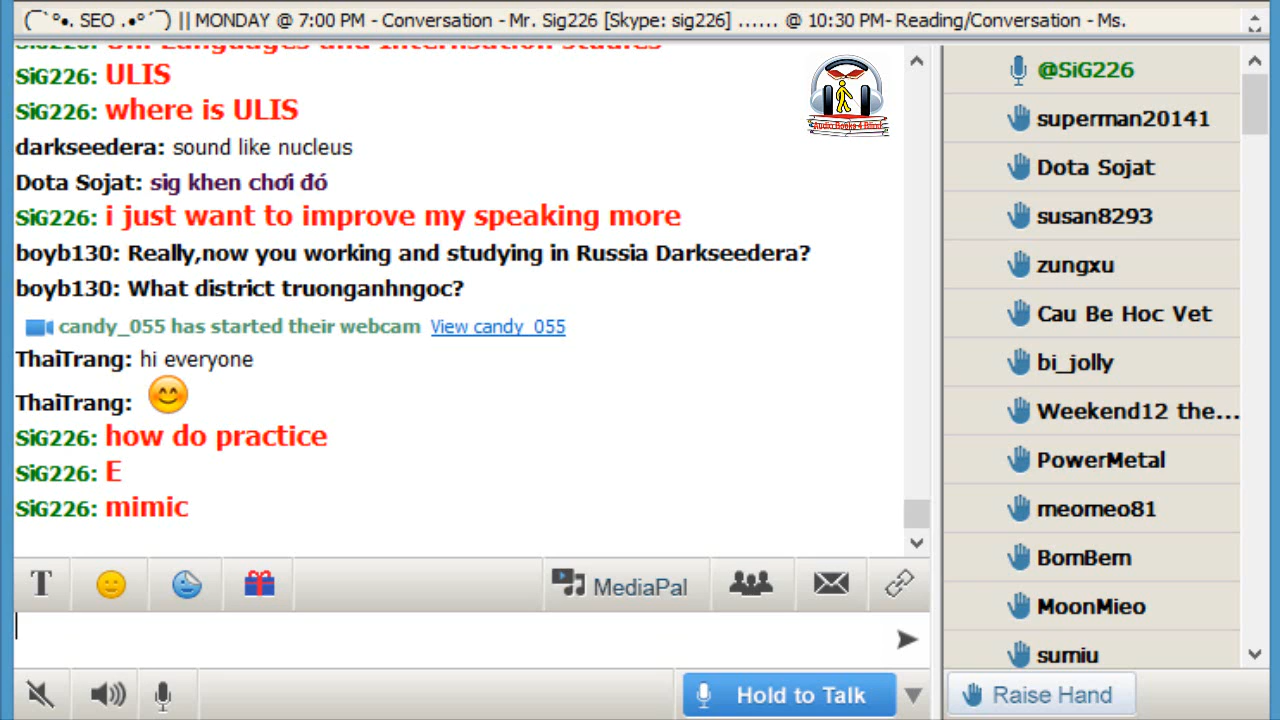 (¯`°•. SEO .•°´¯) || MONDAY @ 7:00 PM - Conversation - Mr. Sig226 [Skype: sig226] ...... @ 10:30 PM- Reading/Conversation - Ms.
SiG226: ULIS
SiG226: where is ULIS
darkseedera: sound like nucleus
Dota Sojat: sig khen chơi đó
SiG226: i just want to improve my speaking more
boyb130: Really,now you working and studying in Russia Darkseedera?
boyb130: What district truonganhngoc?
candy_055 has started their webcam View candy_055
ThaiTrang: hi everyone
ThaiTrang:
SiG226: how do practice
SiG226: E
SiG226: mimic
Audio Books 4 Blind
T
MediaPal
Hold to Talk
@SiG226
superman20141
Dota Sojat
susan8293
zungxu
Cau Be Hoc Vet
bi_jolly
Weekend12 the...
PowerMetal
meomeo81
BomBem
MoonMieo
sumiu
Raise Hand